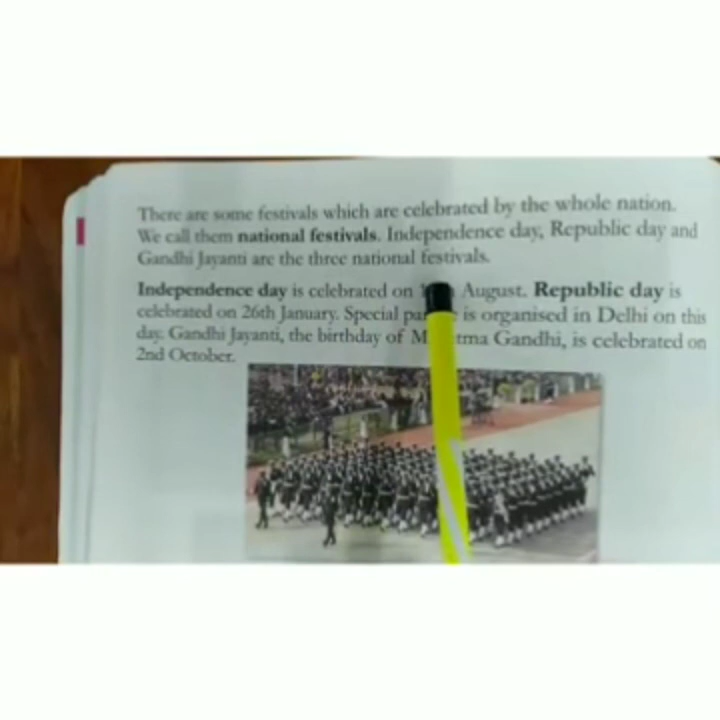 There are some festivals which are celebrated by the whole nation.
We call them national festivals. Independence day, Republic day and
Gandhi Jayanti are the three national festivals.
Independence day is celebrated on August. Republic day is
celebrated on 26th January. Special is organised in Delhi on this
day. Gandhi Jayanti, the birthday of Gandhi, is celebrated on
2nd October.